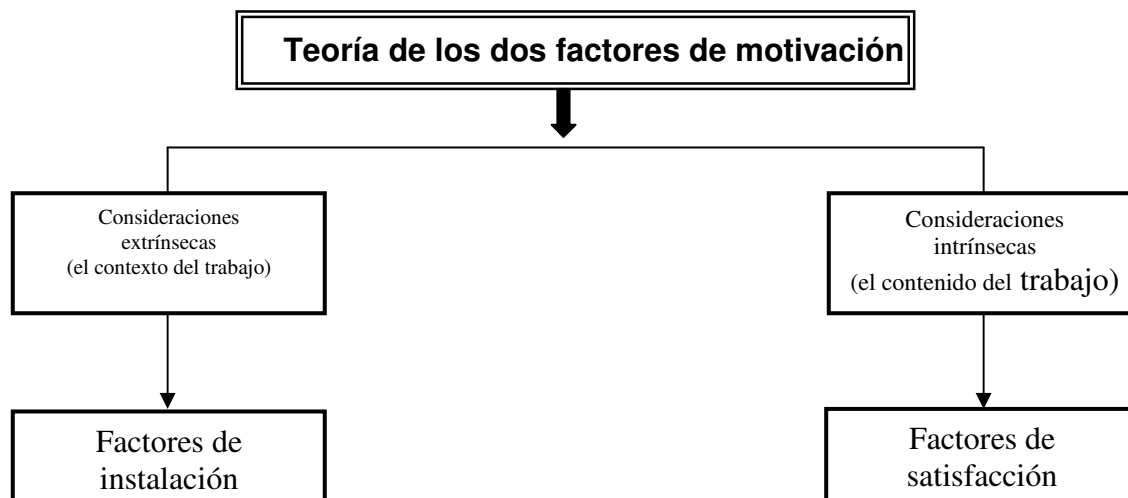 Teoría de los dos factores de motivación
Consideraciones
extrínsecas
(el contexto del trabajo)
Consideraciones
intrínsecas
(el contenido del trabajo)
Factores de
instalación
Factores de
satisfacción